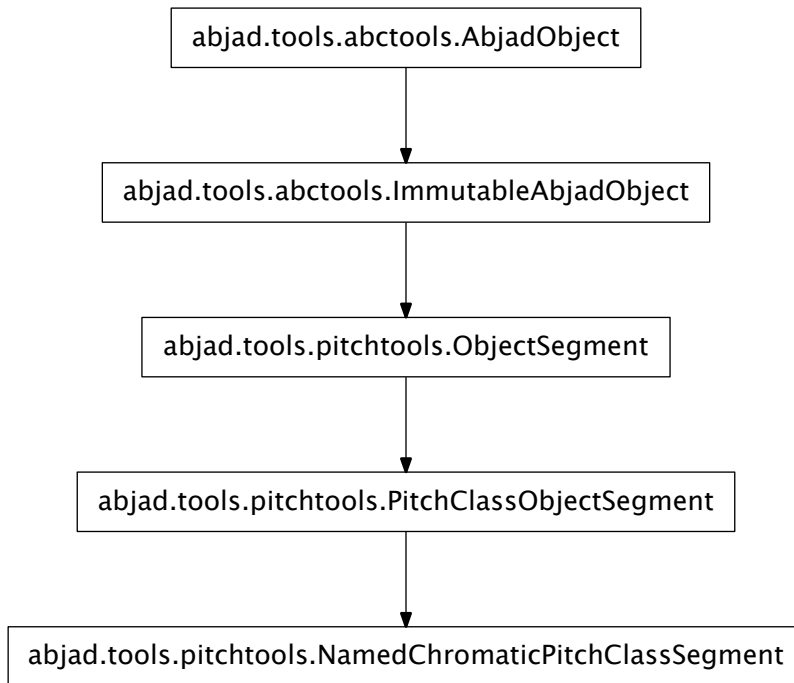 abjad.tools.abctools.AbjadObject
abjad.tools.abctools.ImmutableAbjadObject
abjad.tools.pitchtools.ObjectSegment
abjad.tools.pitchtools.PitchClassObjectSegment
abjad.tools.pitchtools.NamedChromaticPitchClassSegment